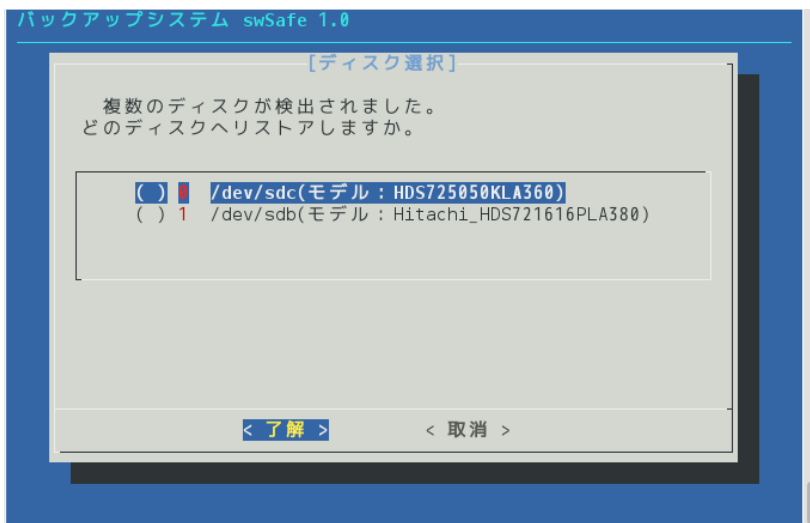 バックアップシステム swSafe 1.0
[ディスク選択]
複数のディスクが検出されました。
どのディスクへリストアしますか。
( ) 0 /dev/sdc(モデル：HDS725050KLA360)
( ) 1 /dev/sdb(モデル：Hitachi_HDS721616PLA380)
< 了解 > < 取消 >